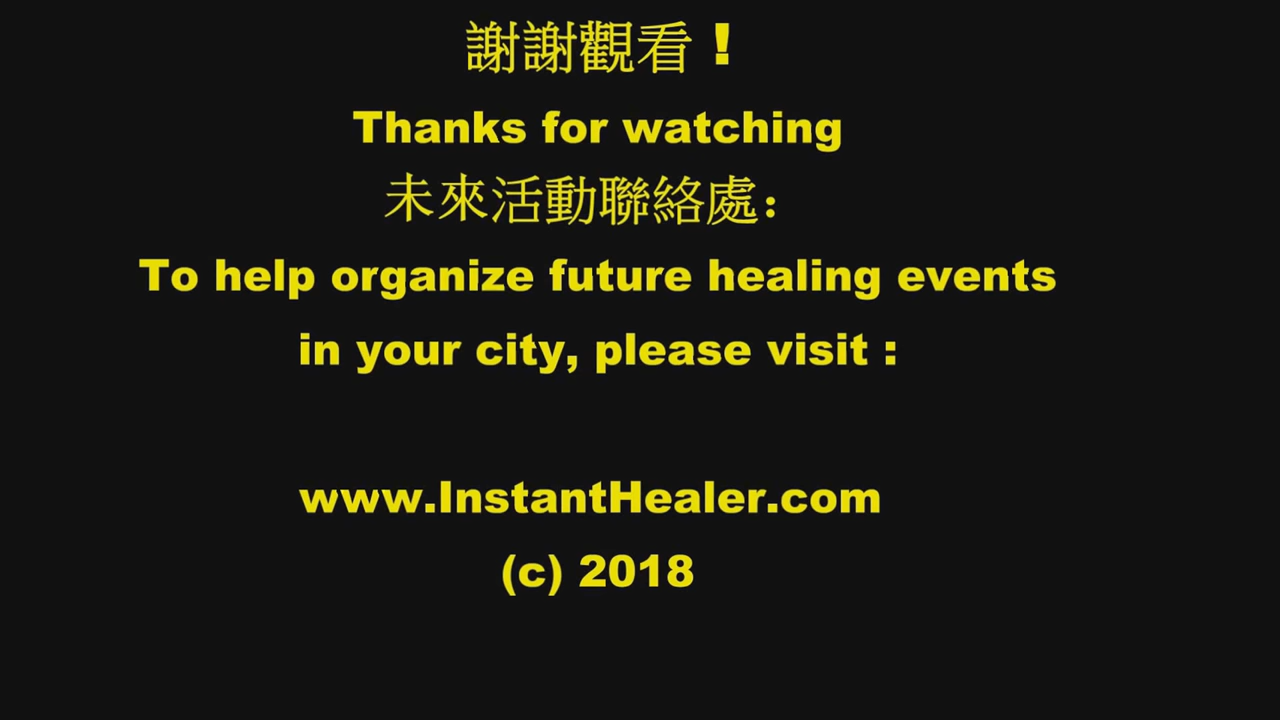 謝謝觀看！
Thanks for watching
未來活動聯絡處：
To help organize future healing events
in your city, please visit :
www.InstantHealer.com
(c) 2018